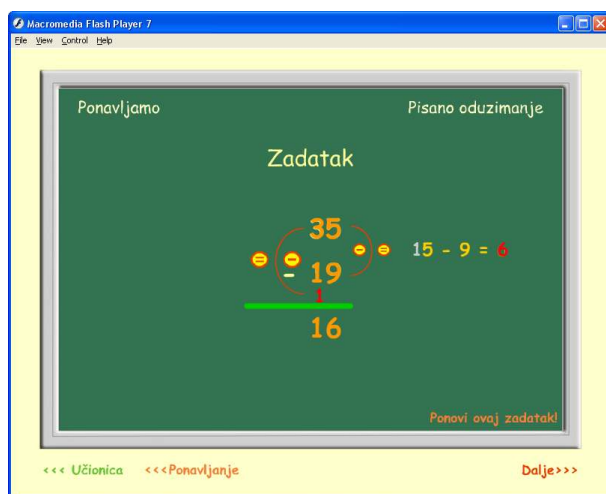 Macromedia Flash Player 7
File View Control Help
Ponavljamo Pisano oduzimanje
Zadatak
35
- =
= -
15 - 9 = 6
- 19
1
16
Ponovi ovaj zadatak!
<<< Učionica <<<Ponavljanje Dalje>>>